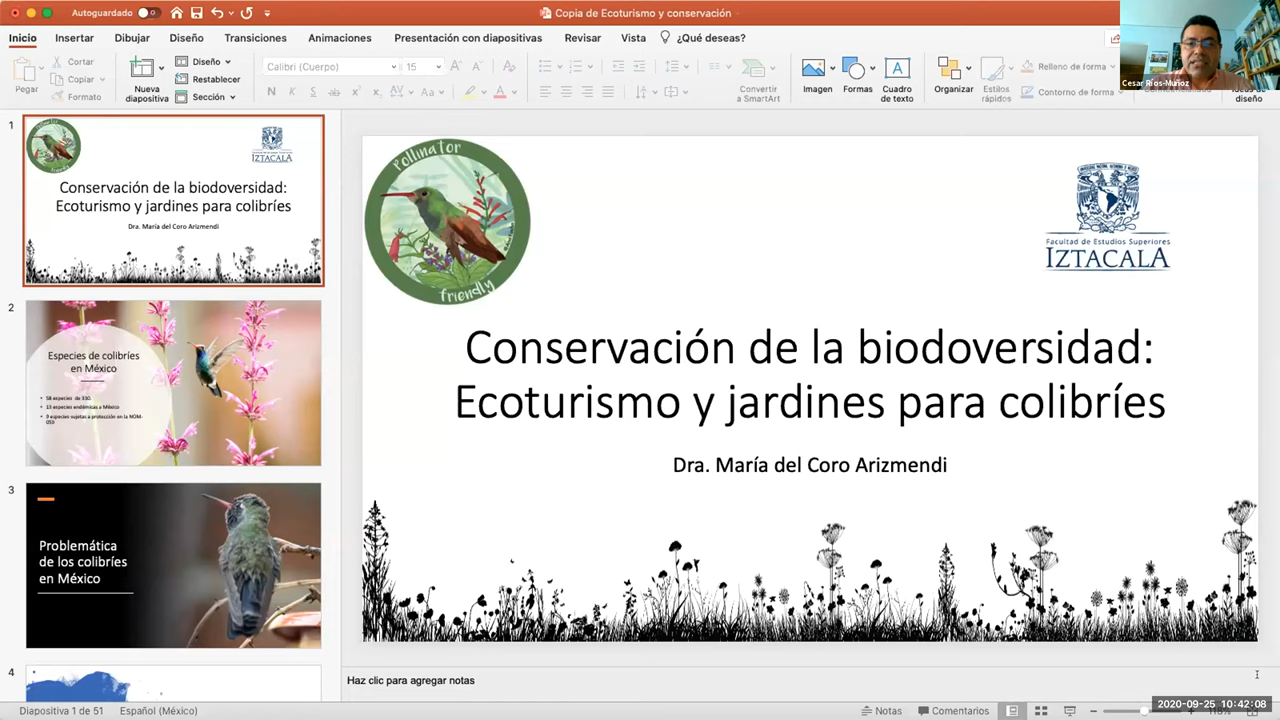 Autoguardado
Copia de Ecoturismo y conservación
Inicio Insertar Dibujar Diseño Transiciones Animaciones Presentación con diapositivas Revisar Vista ¿Qué deseas?
Pegar
Cortar
Copiar
Formato
Nueva
diapositiva
Diseño
Restablecer
Sección
Calibri (Cuerpo) 15
Convertir
a SmartArt
Imagen
Formas
Cuadro
de texto
Organizar
Estilos
rápidos
Relleno de forma
Contorno de forma
diseño
Cesar Ríos-Muñoz
1
IZTACALA
Conservación de la biodoversidad:
Ecoturismo y jardines para colibríes
Dra. María del Coro Arizmendi
2
Especies de colibríes
en México
58 especies de 330.
13 especies endémicas a México
9 especies sujetas a protección en la NOM-
059
3
Problemática
de los colibríes
en México
4
Pollinator
friendly
Facultad de Estudios Superiores
IZTACALA
Conservación de la biodoversidad:
Ecoturismo y jardines para colibríes
Dra. María del Coro Arizmendi
Haz clic para agregar notas
Diapositiva 1 de 51 Español (México) Notas Comentarios
2020-09-25 10:42:08